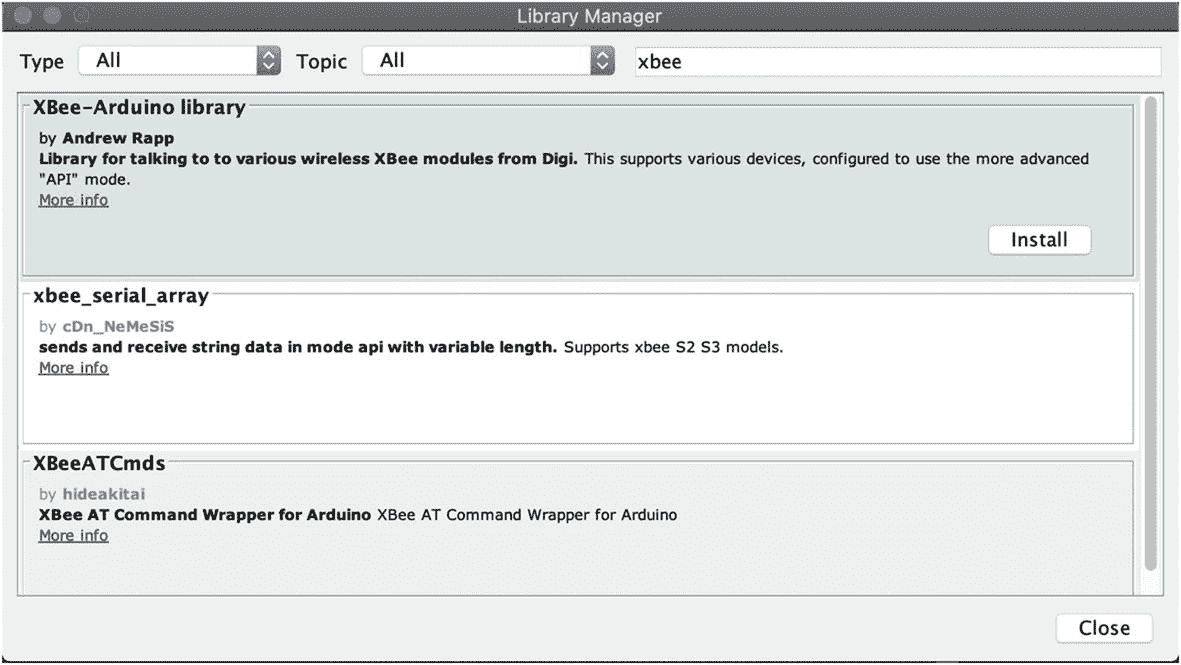 Library Manager
Type All Topic All xbee
XBee-Arduino library
by Andrew Rapp
Library for talking to to various wireless XBee modules from Digi. This supports various devices, configured to use the more advanced
"API" mode.
More info
Install
xbee_serial_array
by cDn_NeMeSiS
sends and receive string data in mode api with variable length. Supports xbee S2 S3 models.
More info
XBeeATCmds
by hideakitai
XBee AT Command Wrapper for Arduino XBee AT Command Wrapper for Arduino
More info
Close